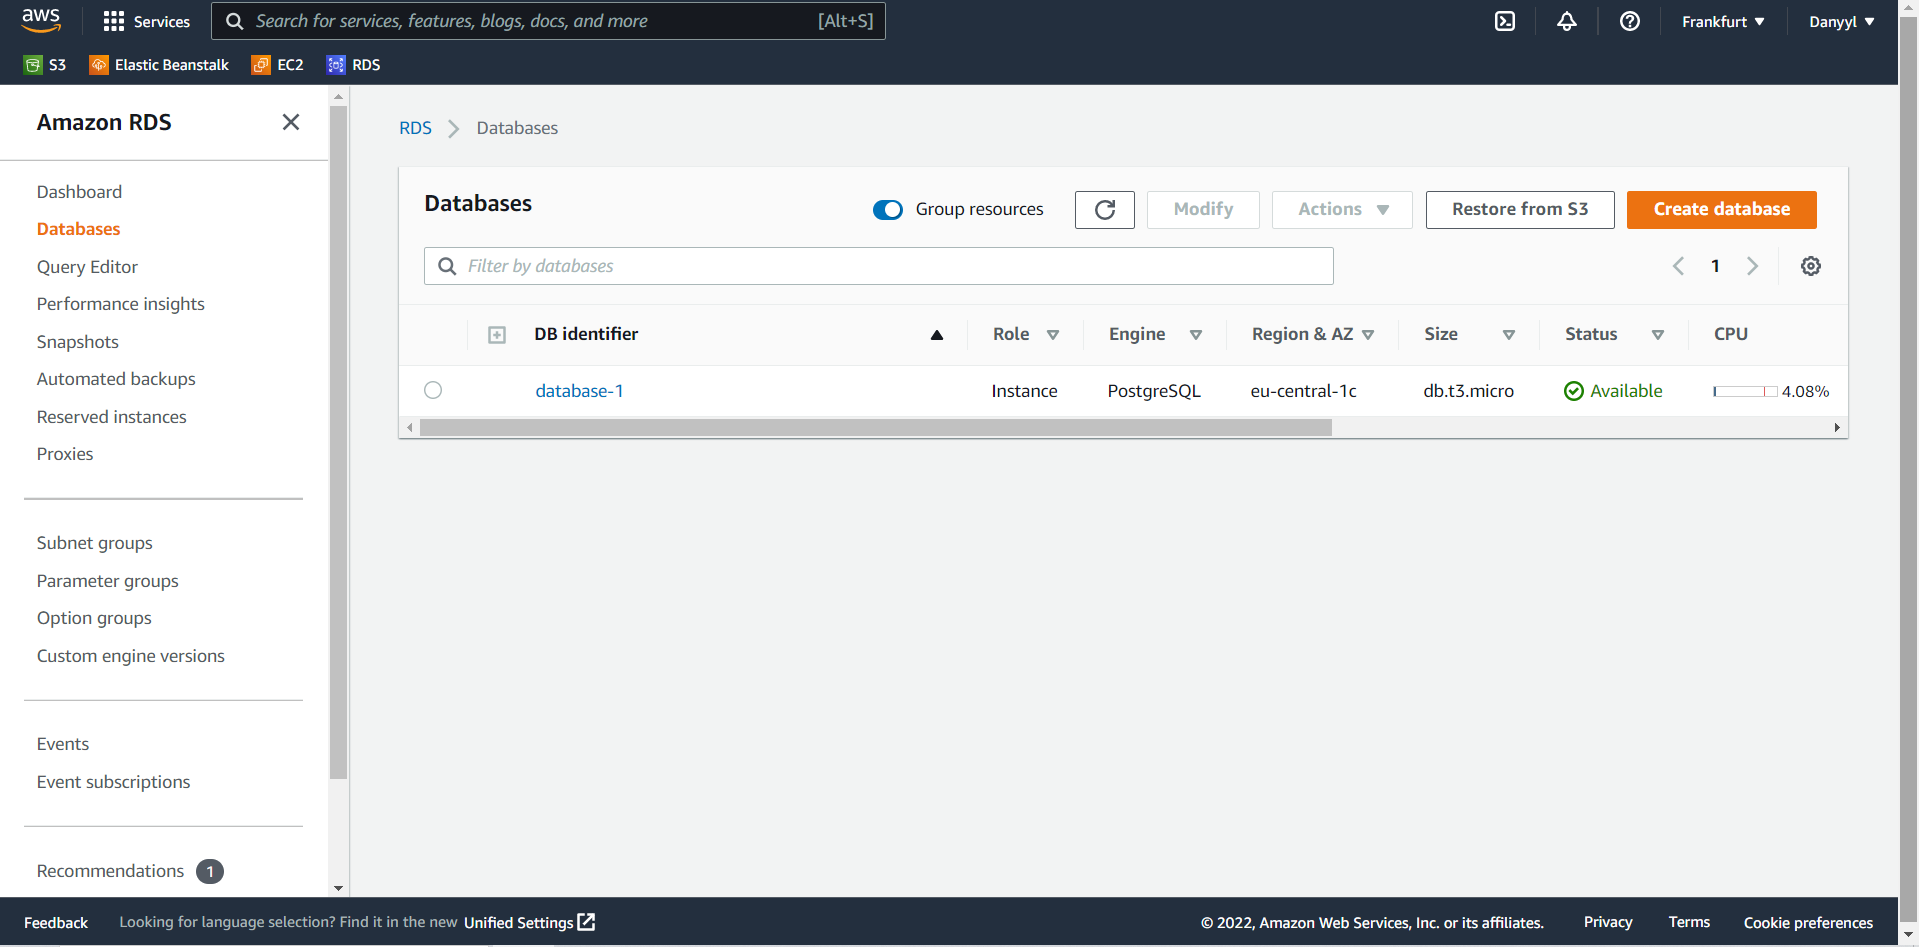 aws Services Search for services, features, blogs, docs, and more [Alt+S] Frankfurt Danyyl
S3 Elastic Beanstalk EC2 RDS
Amazon RDS
Dashboard
Databases
Query Editor
Performance insights
Snapshots
Automated backups
Reserved instances
Proxies
Subnet groups
Parameter groups
Option groups
Custom engine versions
Events
Event subscriptions
Recommendations 1
RDS Databases
Databases Group resources Modify Actions Restore from S3 Create database
Filter by databases 1
DB identifier Role Engine Region & AZ Size Status CPU
database-1 Instance PostgreSQL eu-central-1c db.t3.micro Available 4.08%
Feedback Looking for language selection? Find it in the new Unified Settings © 2022, Amazon Web Services, Inc. or its affiliates. Privacy Terms Cookie preferences